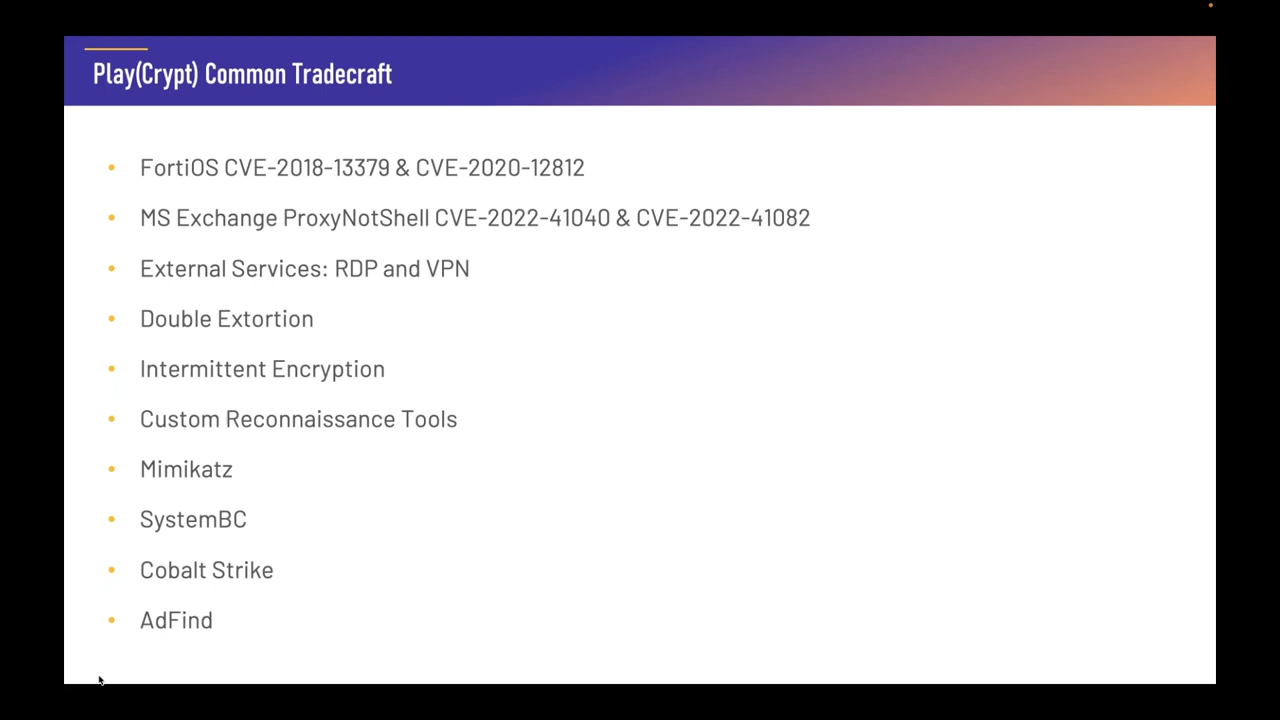 Play(Crypt) Common Tradecraft
• FortiOS CVE-2018-13379 & CVE-2020-12812
• MS Exchange ProxyNotShell CVE-2022-41040 & CVE-2022-41082
• External Services: RDP and VPN
• Double Extortion
• Intermittent Encryption
• Custom Reconnaissance Tools
• Mimikatz
• SystemBC
• Cobalt Strike
• AdFind